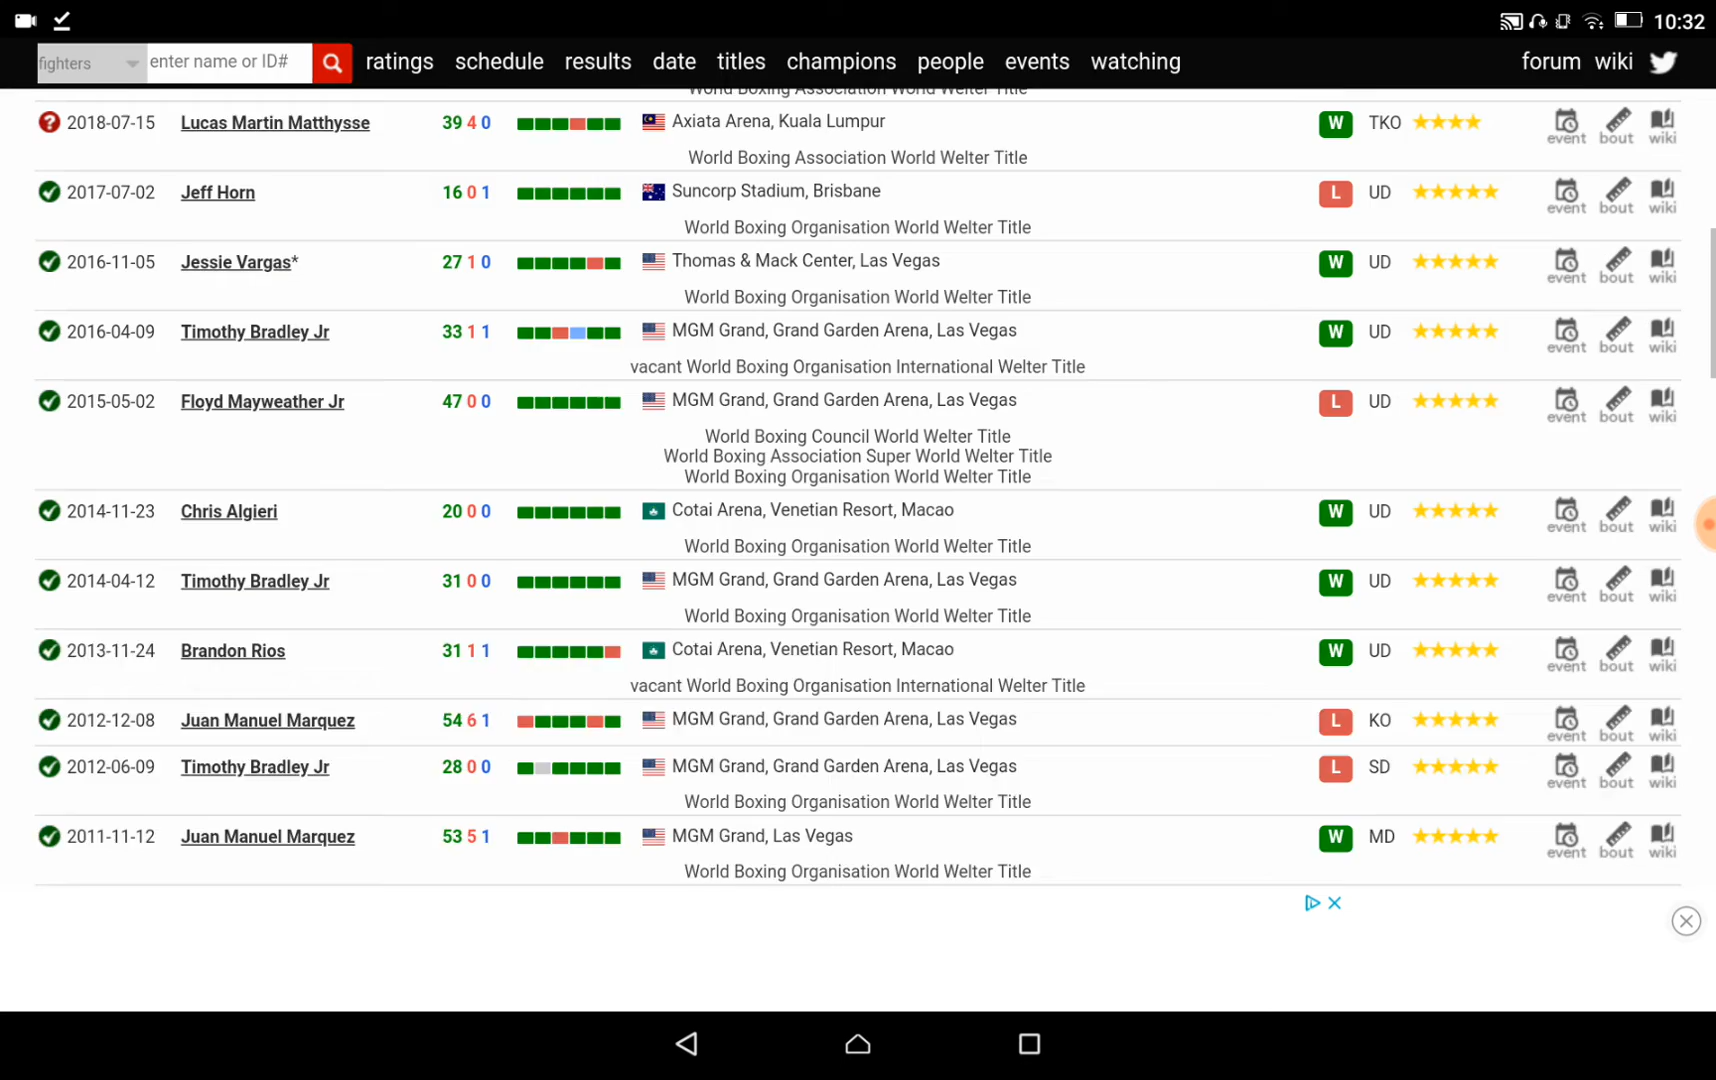 10:32
fighters enter name or ID# ratings schedule results date titles champions people events watching forum wiki
World Boxing Association World Welter Title
2018-07-15 Lucas Martin Matthysse 39 4 0 Axiata Arena, Kuala Lumpur W TKO event bout wiki
World Boxing Association World Welter Title
2017-07-02 Jeff Horn 16 0 1 Suncorp Stadium, Brisbane L UD event bout wiki
World Boxing Organisation World Welter Title
2016-11-05 Jessie Vargas* 27 1 0 Thomas & Mack Center, Las Vegas W UD event bout wiki
World Boxing Organisation World Welter Title
2016-04-09 Timothy Bradley Jr 33 1 1 MGM Grand, Grand Garden Arena, Las Vegas W UD event bout wiki
vacant World Boxing Organisation International Welter Title
2015-05-02 Floyd Mayweather Jr 47 0 0 MGM Grand, Grand Garden Arena, Las Vegas L UD event bout wiki
World Boxing Council World Welter Title
World Boxing Association Super World Welter Title
World Boxing Organisation World Welter Title
2014-11-23 Chris Algieri 20 0 0 Cotai Arena, Venetian Resort, Macao W UD event bout wiki
World Boxing Organisation World Welter Title
2014-04-12 Timothy Bradley Jr 31 0 0 MGM Grand, Grand Garden Arena, Las Vegas W UD event bout wiki
World Boxing Organisation World Welter Title
2013-11-24 Brandon Rios 31 1 1 Cotai Arena, Venetian Resort, Macao W UD event bout wiki
vacant World Boxing Organisation International Welter Title
2012-12-08 Juan Manuel Marquez 54 6 1 MGM Grand, Grand Garden Arena, Las Vegas L KO event bout wiki
2012-06-09 Timothy Bradley Jr 28 0 0 MGM Grand, Grand Garden Arena, Las Vegas L SD event bout wiki
World Boxing Organisation World Welter Title
2011-11-12 Juan Manuel Marquez 53 5 1 MGM Grand, Las Vegas W MD event bout wiki
World Boxing Organisation World Welter Title